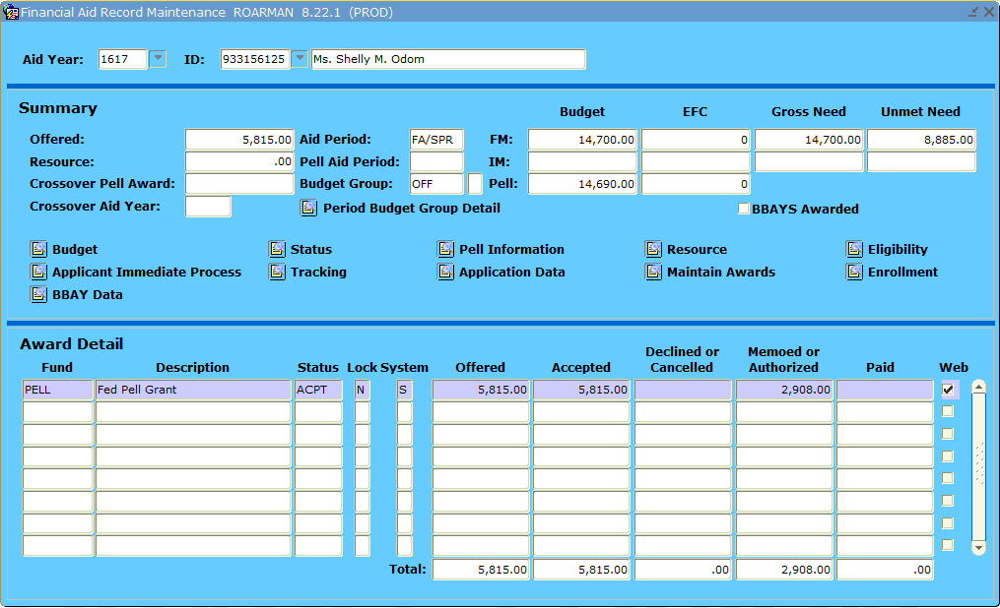 Financial Aid Record Maintenance ROARMAN 8.22.1 (PROD)
Aid Year: 1617 ID: 933156125 Ms. Shelly M. Odom
Summary
Budget EFC Gross Need Unmet Need
Offered: 5,815.00 Aid Period: FA/SPR FM: 14,700.00 0 14,700.00 8,885.00
Resource: .00 Pell Aid Period: IM:
Crossover Pell Award: Budget Group: OFF Pell: 14,690.00 0
Crossover Aid Year: Period Budget Group Detail BBAYS Awarded
Budget Status Pell Information Resource Eligibility
Applicant Immediate Process Tracking Application Data Maintain Awards Enrollment
BBAY Data
Award Detail
Declined or Memoed or
Fund Description Status Lock System Offered Accepted Cancelled Authorized Paid Web
PELL Fed Pell Grant ACPT N S 5,815.00 5,815.00 2,908.00
Total: 5,815.00 5,815.00 .00 2,908.00 .00